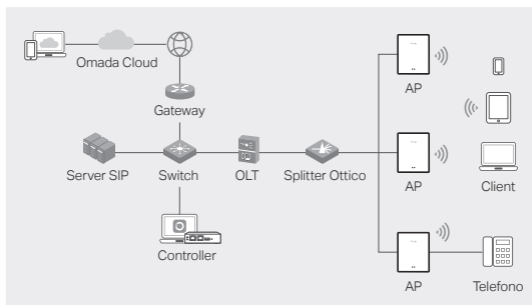 Omada Cloud
AP
Gateway
Server SIP
Switch
OLT
Splitter Ottico
AP
Client
Controller
AP
Telefono